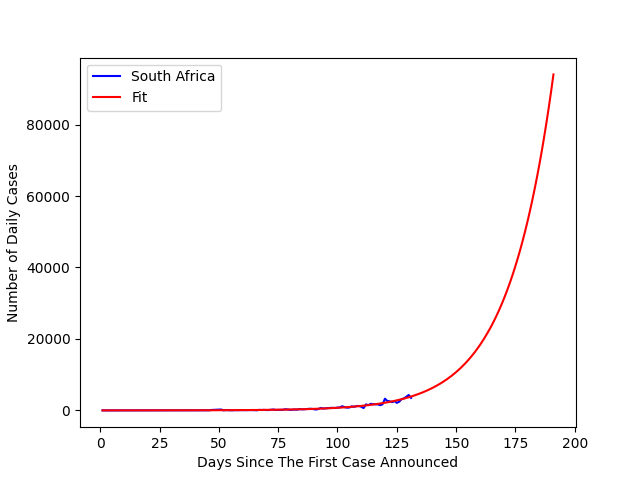 South Africa
Fit
Number of Daily Cases
80000
60000
40000
20000
0
0 25 50 75 100 125 150 175 200
Days Since The First Case Announced